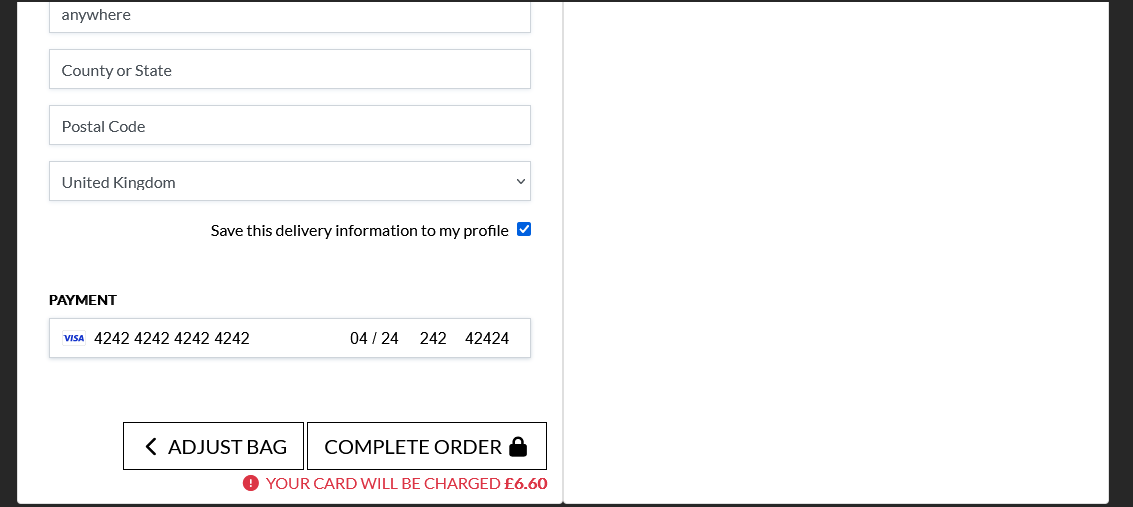 anywhere
County or State
Postal Code
United Kingdom
Save this delivery information to my profile
PAYMENT
VISA 4242 4242 4242 4242 04 / 24 242 42424
ADJUST BAG COMPLETE ORDER
YOUR CARD WILL BE CHARGED £6.60